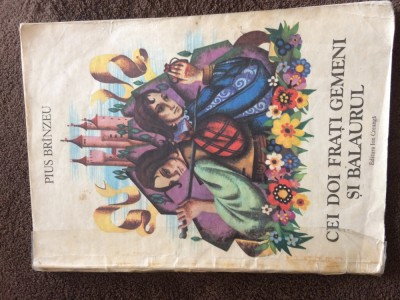 PIUS BRÎNZEU
CEI DOI FRAȚI GEMENI
ȘI BALAURUL
Editura Ion Creangă